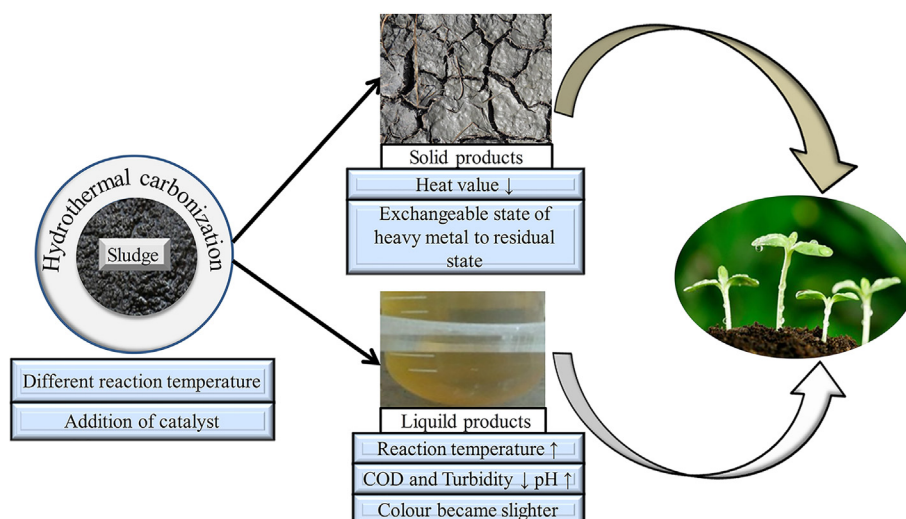 Hydrothermal carbonization
Sludge
Different reaction temperature
Addition of catalyst
Solid products
Heat value ↓
Exchangeable state of
heavy metal to residual
state
Liquild products
Reaction temperature ↑
COD and Turbidity ↓ pH ↑
Colour became slighter